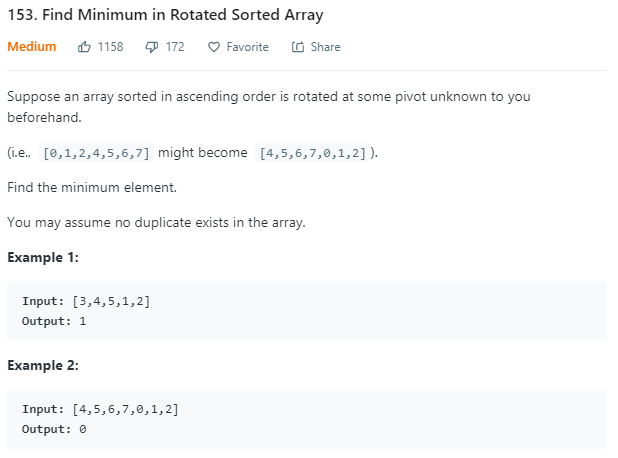 153. Find Minimum in Rotated Sorted Array
Medium 1158 172 Favorite Share
Suppose an array sorted in ascending order is rotated at some pivot unknown to you
beforehand.
(i.e., [0,1,2,4,5,6,7] might become [4,5,6,7,0,1,2]).
Find the minimum element.
You may assume no duplicate exists in the array.
Example 1:
Input: [3,4,5,1,2]
Output: 1
Example 2:
Input: [4,5,6,7,0,1,2]
Output: 0